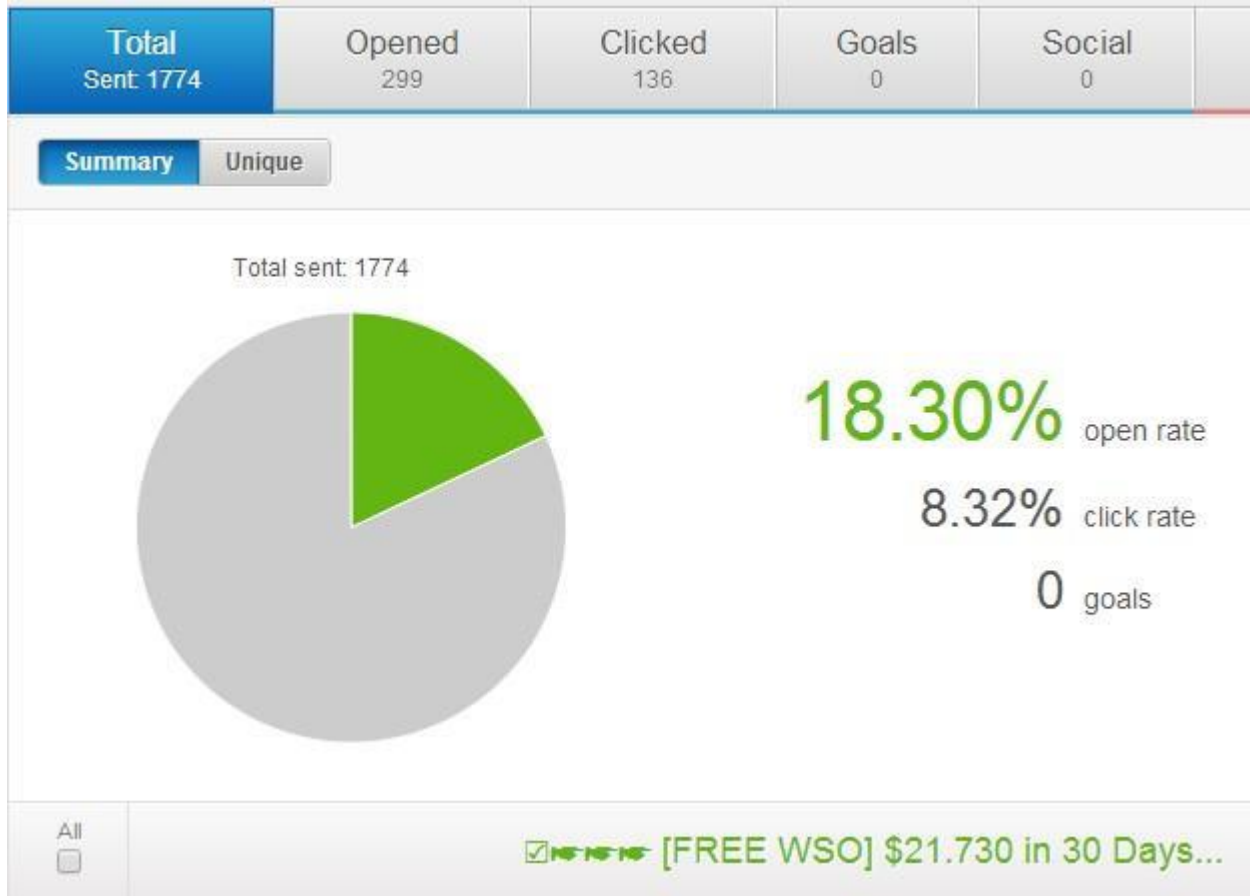 Total Opened Clicked Goals Social
Sent: 1774 299 136 0 0
Summary Unique
Total sent: 1774
18.30% open rate
8.32% click rate
0 goals
All
☑☛☛☛ [FREE WSO] $21.730 in 30 Days...